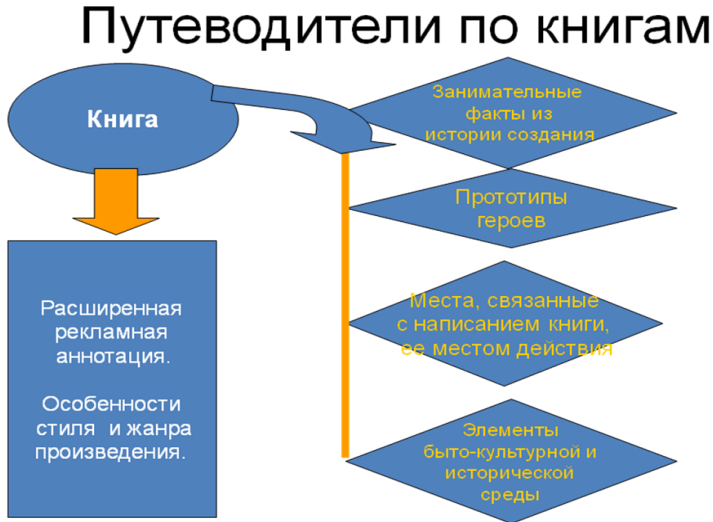 Путеводители по книгам
Книга
Занимательные
факты из
истории создания
Прототипы
героев
Места, связанные
с написанием книги,
ее местом действия
Элементы
быто-культурной и
исторической
среды
Расширенная
рекламная
аннотация.
Особенности
стиля и жанра
произведения.